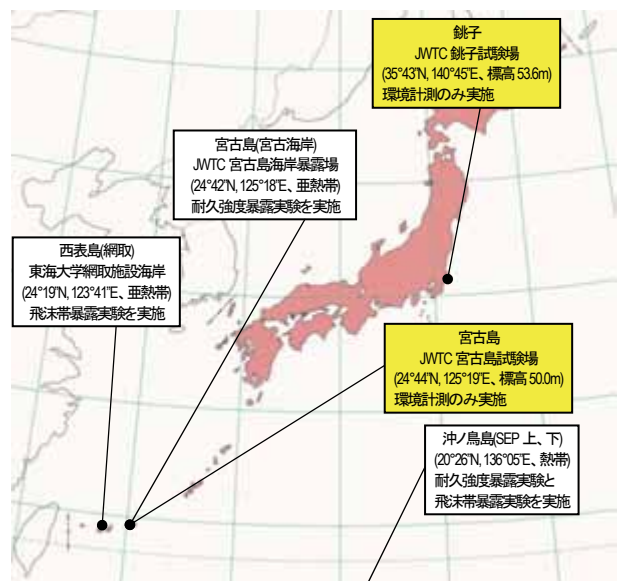 銚子
JWTC 銚子試験場
(35°43'N, 140°45'E、標高 53.6m)
環境計測のみ実施
宮古島(宮古海岸)
JWTC 宮古島海岸暴露場
(24°42'N, 125°18'E、亜熱帯)
耐久強度暴露実験を実施
西表島(網取)
東海大学網取施設海岸
(24°19'N, 123°41'E、亜熱帯)
飛沫帯暴露実験を実施
宮古島
JWTC 宮古島試験場
(24°44'N, 125°19'E、標高 50.0m)
環境計測のみ実施
沖ノ鳥島(SEP 上、下)
(20°26'N, 136°05'E、熱帯)
耐久強度暴露実験と
飛沫帯暴露実験を実施